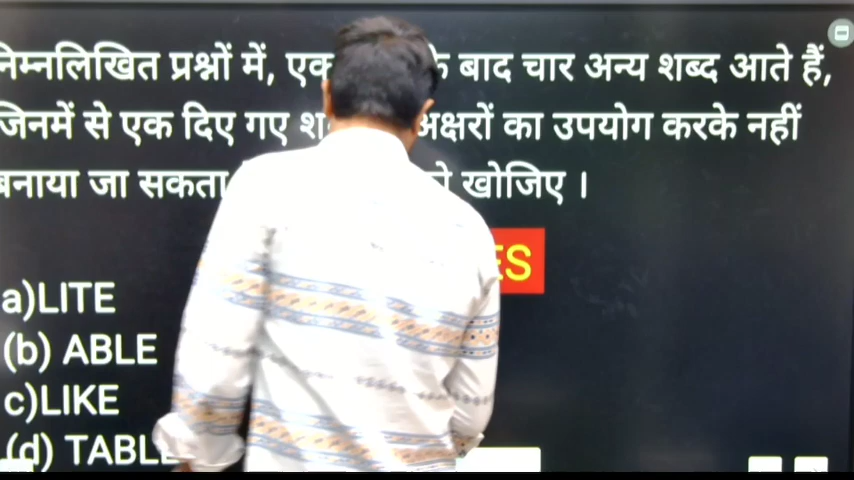 निम्नलिखित प्रश्नों में, एक के बाद चार अन्य शब्द आते हैं,
जिनमें से एक दिए गए अक्षरों का उपयोग करके नहीं
बनाया जा सकता खोजिए ।
ES
a)LITE
(b) ABLE
c)LIKE
(d) TABLE